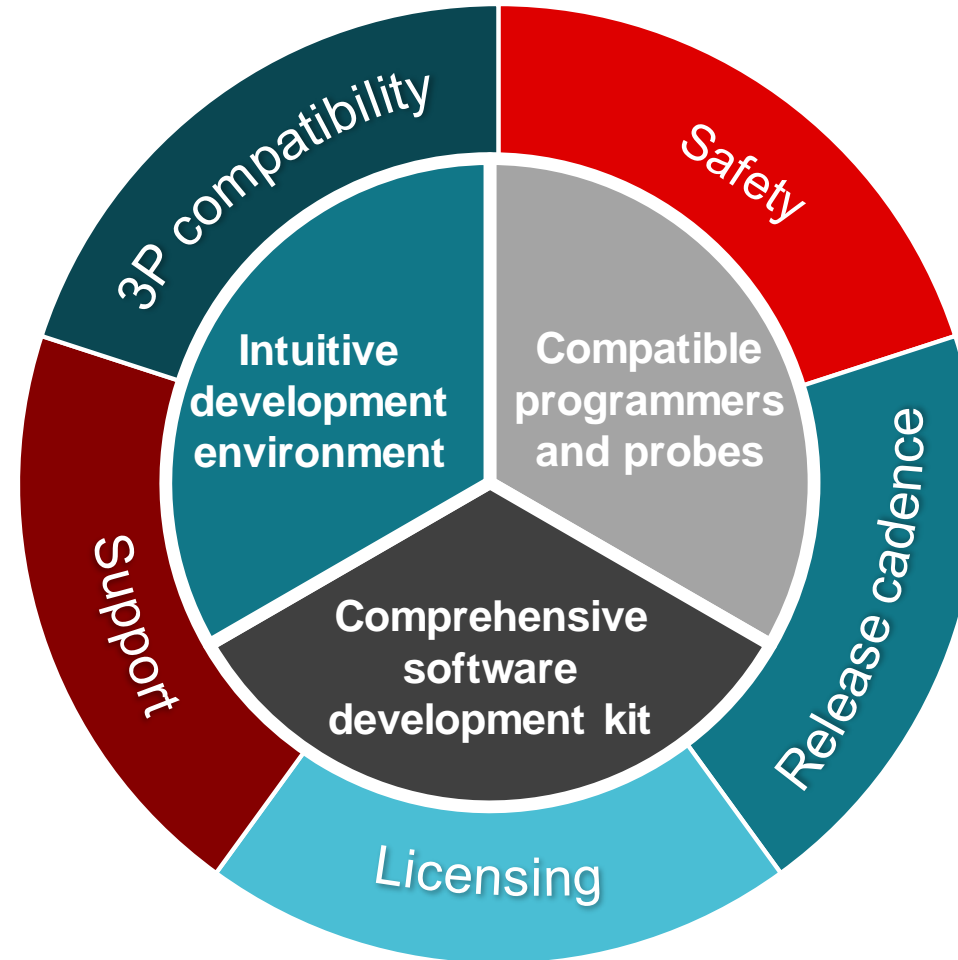 3P compatibility
Safety
Intuitive
development
environment
Compatible
programmers
and probes
Release cadence
Support
Comprehensive
software
development kit
Licensing